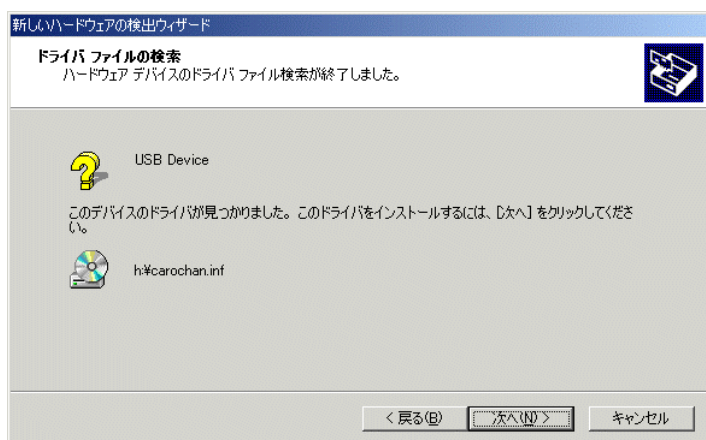 新しいハードウェアの検出ウィザード
ドライバ ファイルの検索
ハードウェア デバイスのドライバ ファイル検索が終了しました。
USB Device
このデバイスのドライバが見つかりました。このドライバをインストールするには、[次へ] をクリックしてくださ
い。
h:¥carochan.inf
< 戻る(B)
次へ(N) >
キャンセル